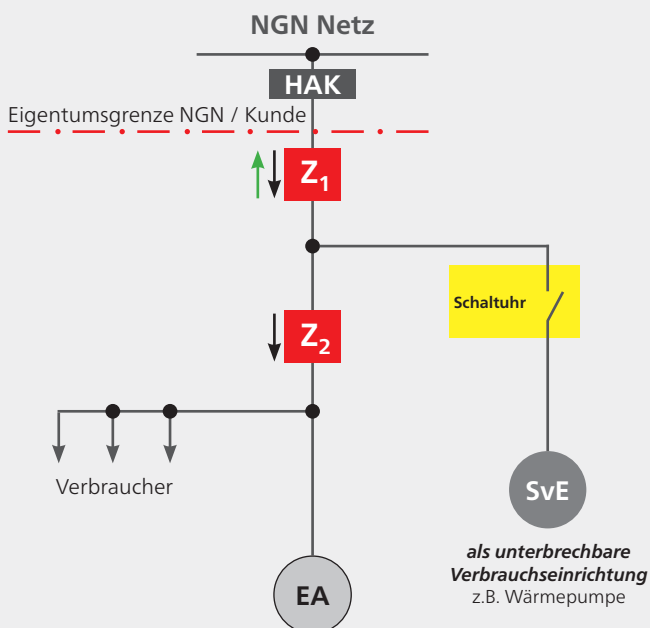 NGN Netz
HAK
Eigentumsgrenze NGN / Kunde
Z1
Schaltuhr
Z2
Verbraucher
SvE
als unterbrechbare
Verbrauchseinrichtung
z.B. Wärmepumpe
EA